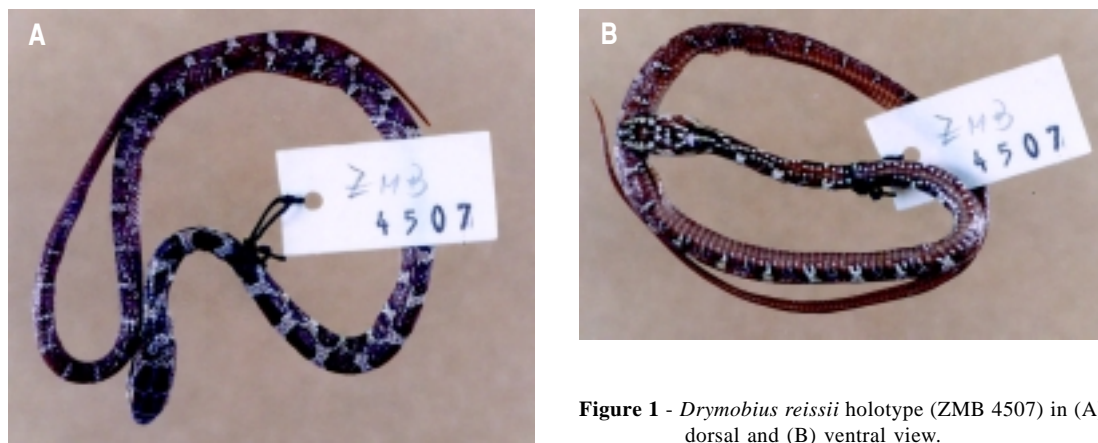 A
ZMB
4507
B
ZMB
4507
Figure 1 - Drymobius reissii holotype (ZMB 4507) in (A
dorsal and (B) ventral view.